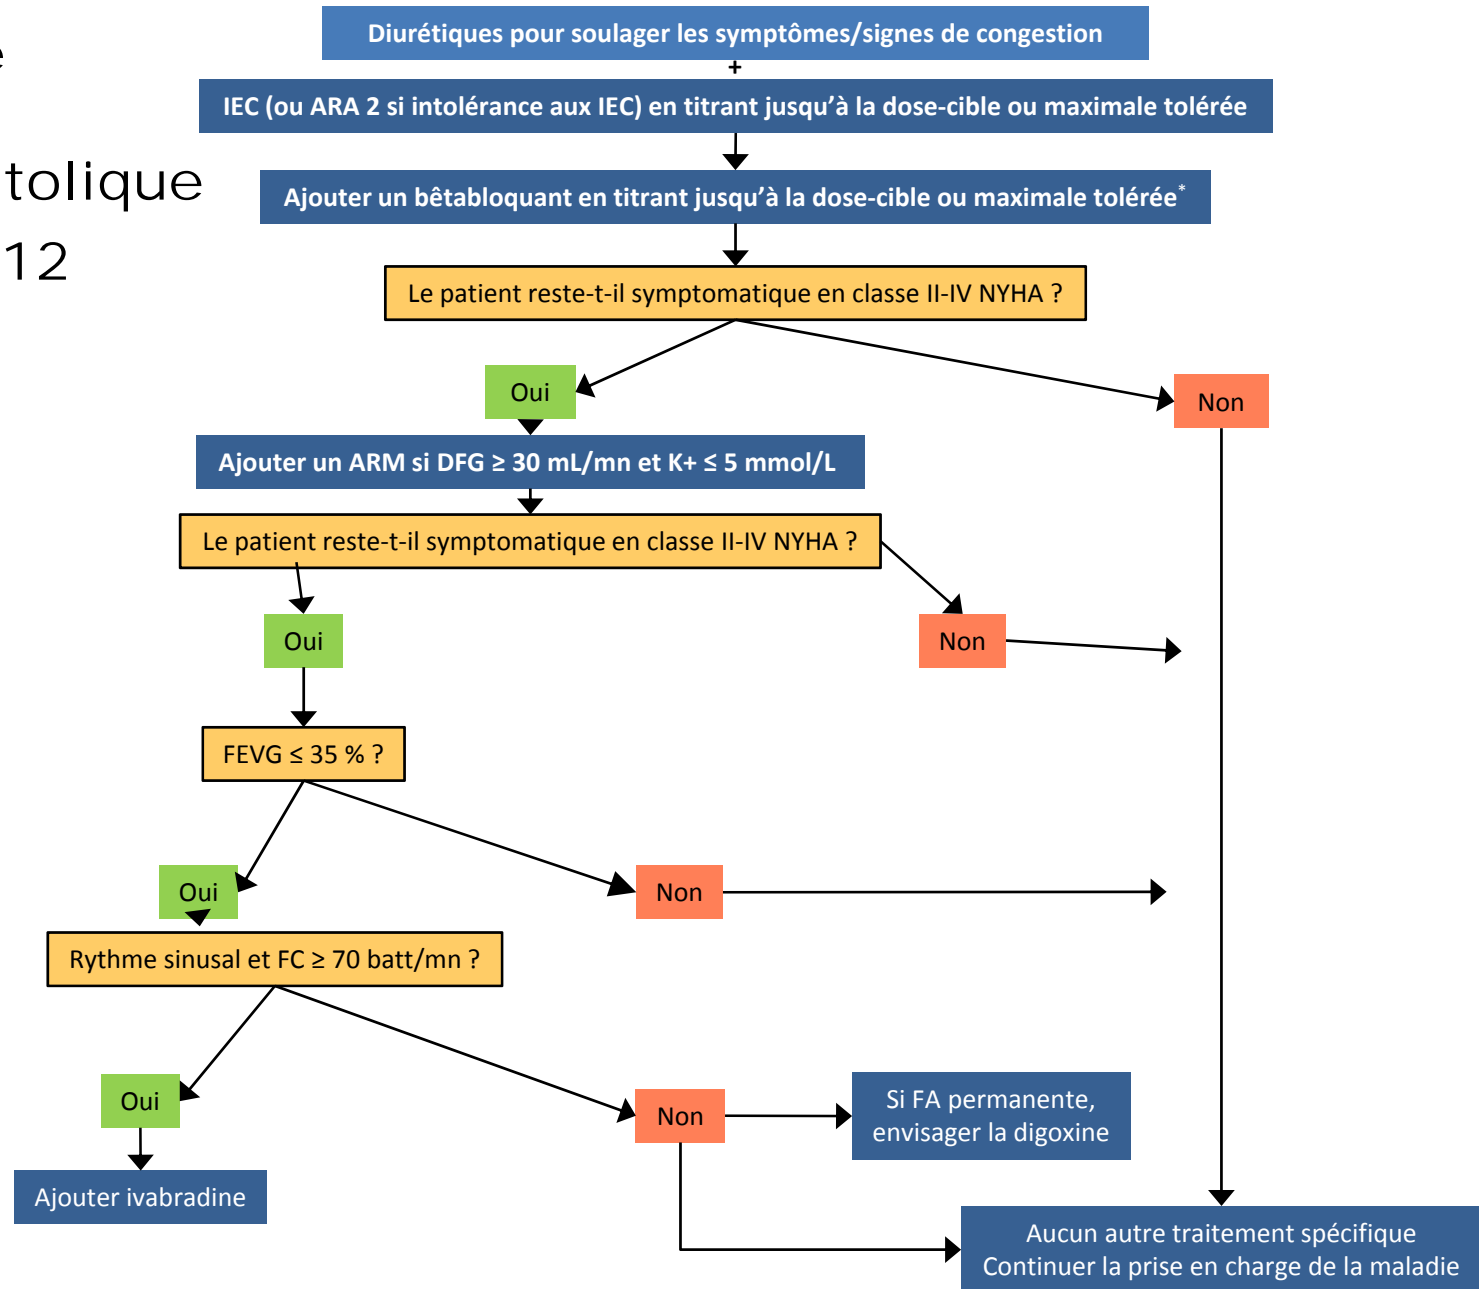 e
tolique
12
Diurétiques pour soulager les symptômes/signes de congestion
+
IEC (ou ARA 2 si intolérance aux IEC) en titrant jusqu’à la dose-cible ou maximale tolérée
Ajouter un bêtabloquant en titrant jusqu’à la dose-cible ou maximale tolérée*
Le patient reste-t-il symptomatique en classe II-IV NYHA ?
Oui
Non
Ajouter un ARM si DFG ≥ 30 mL/mn et K+ ≤ 5 mmol/L
Le patient reste-t-il symptomatique en classe II-IV NYHA ?
Oui
Non
FEVG ≤ 35 % ?
Oui
Non
Rythme sinusal et FC ≥ 70 batt/mn ?
Oui
Non
Si FA permanente,
envisager la digoxine
Ajouter ivabradine
Aucun autre traitement spécifique
Continuer la prise en charge de la maladie